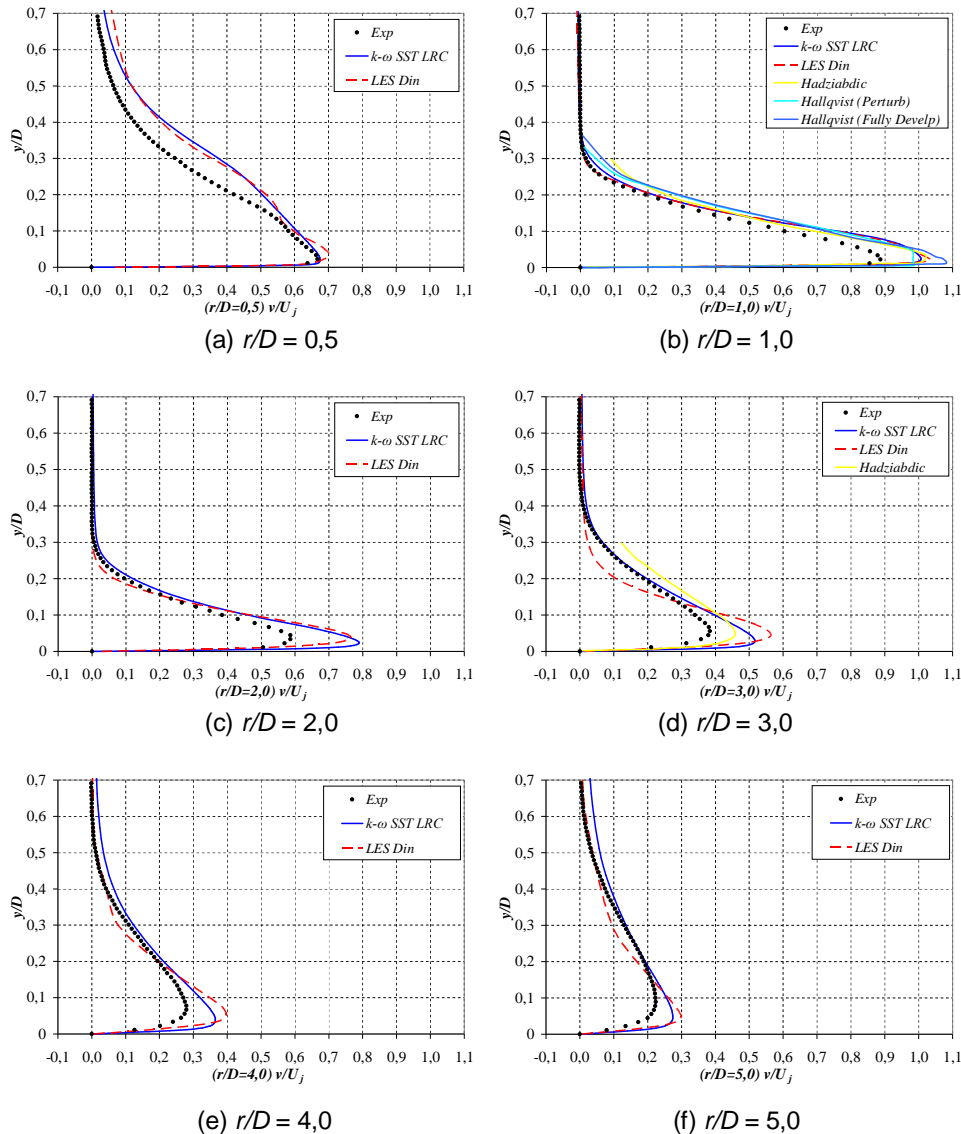 0,7
0,6
0,5
0,4
0,3
0,2
0,1
0
y/D
Exp
k-ω SST LRC
LES Din
-0,1 0,0 0,1 0,2 0,3 0,4 0,5 0,6 0,7 0,8 0,9 1,0 1,1
(r/D=0,5) v/Uj
(a) r/D = 0,5
0,7
0,6
0,5
0,4
0,3
0,2
0,1
0
y/D
Exp
k-ω SST LRC
LES Din
Hadziabdic
Hallqvist (Perturb)
Hallqvist (Fully Develp)
-0,1 0,0 0,1 0,2 0,3 0,4 0,5 0,6 0,7 0,8 0,9 1,0 1,1
(r/D=1,0) v/Uj
(b) r/D = 1,0
0,7
0,6
0,5
0,4
0,3
0,2
0,1
0
y/D
Exp
k-ω SST LRC
LES Din
-0,1 0,0 0,1 0,2 0,3 0,4 0,5 0,6 0,7 0,8 0,9 1,0 1,1
(r/D=2,0) v/Uj
(c) r/D = 2,0
0,7
0,6
0,5
0,4
0,3
0,2
0,1
0
y/D
Exp
k-ω SST LRC
LES Din
Hadziabdic
-0,1 0,0 0,1 0,2 0,3 0,4 0,5 0,6 0,7 0,8 0,9 1,0 1,1
(r/D=3,0) v/Uj
(d) r/D = 3,0
0,7
0,6
0,5
0,4
0,3
0,2
0,1
0
y/D
Exp
k-ω SST LRC
LES Din
-0,1 0,0 0,1 0,2 0,3 0,4 0,5 0,6 0,7 0,8 0,9 1,0 1,1
(r/D=4,0) v/Uj
(e) r/D = 4,0
0,7
0,6
0,5
0,4
0,3
0,2
0,1
0
y/D
Exp
k-ω SST LRC
LES Din
-0,1 0,0 0,1 0,2 0,3 0,4 0,5 0,6 0,7 0,8 0,9 1,0 1,1
(r/D=5,0) v/Uj
(f) r/D = 5,0